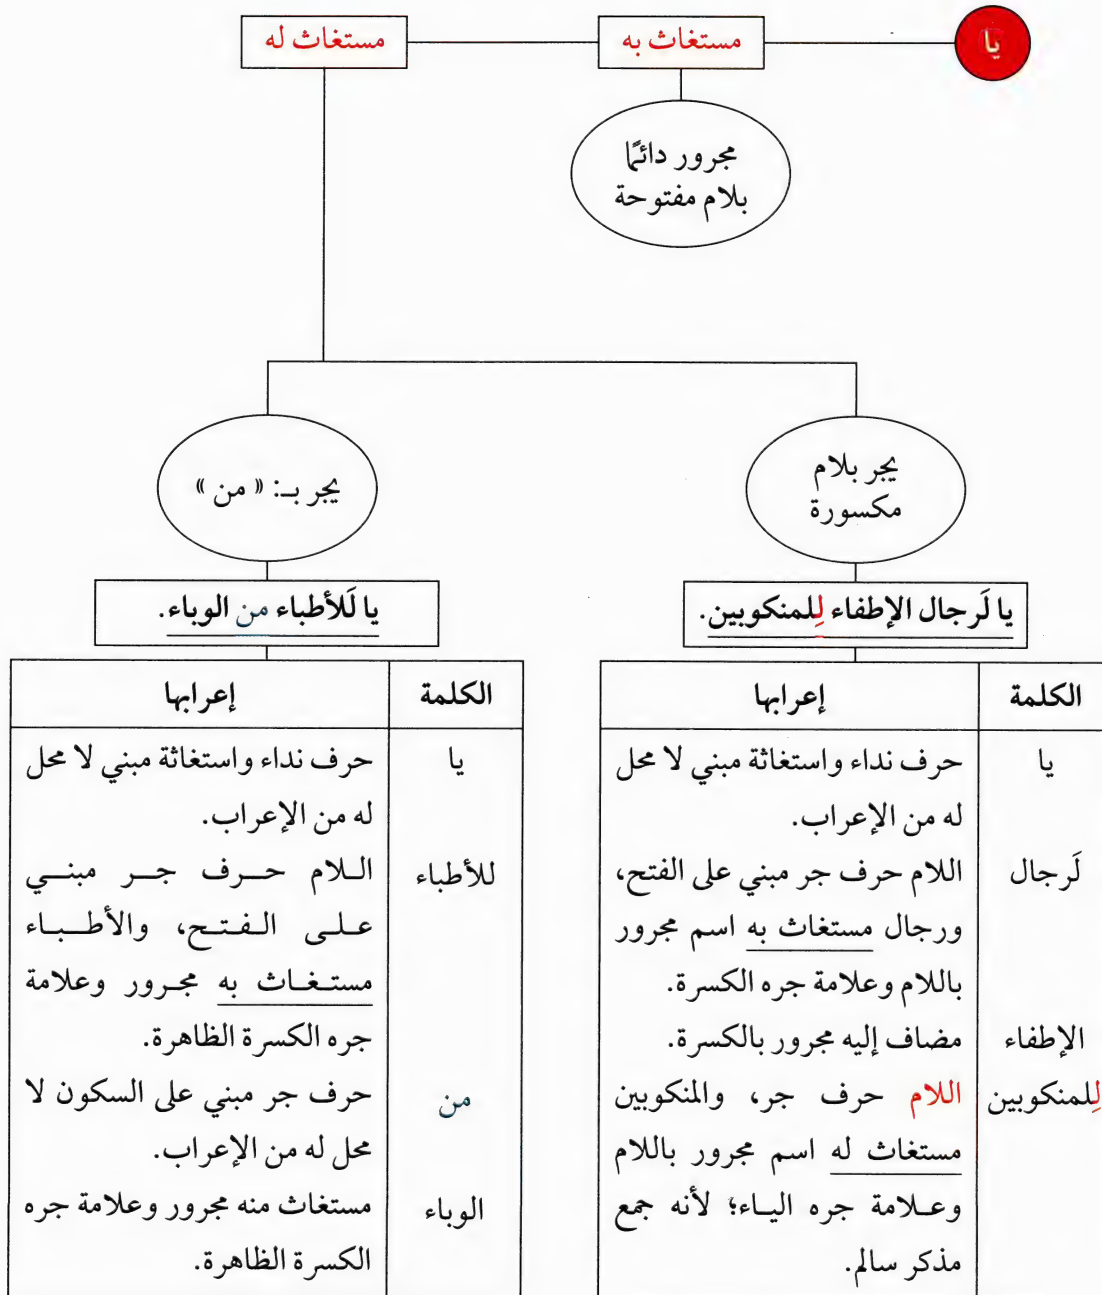 يا
مستغاث به
مستغاث له
مجرور دائمًا
بلام مفتوحة
يجر بلام
مكسورة
يجر بـ: « من »
يا لَرجال الإطفاء لِلمنكوبين.
يا لَلأطباء من الوباء.
الكلمة إعرابها
يا حرف نداء واستغاثة مبني لا محل
له من الإعراب.
لَرجال اللام حرف جر مبني على الفتح،
ورجال مستغاث به اسم مجرور
باللام وعلامة جره الكسرة.
الإطفاء مضاف إليه مجرور بالكسرة.
لِلمنكوبين اللام حرف جر، والمنكوبين
مستغاث له اسم مجرور باللام
وعلامة جره الياء؛ لأنه جمع
مذكر سالم.
الكلمة إعرابها
يا حرف نداء واستغاثة مبني لا محل
له من الإعراب.
للأطباء اللام حرف جر مبني
على الفتح، والأطباء
مستغاث به مجرور وعلامة
جره الكسرة الظاهرة.
من حرف جر مبني على السكون لا
محل له من الإعراب.
الوباء مستغاث منه مجرور وعلامة جره
الكسرة الظاهرة.